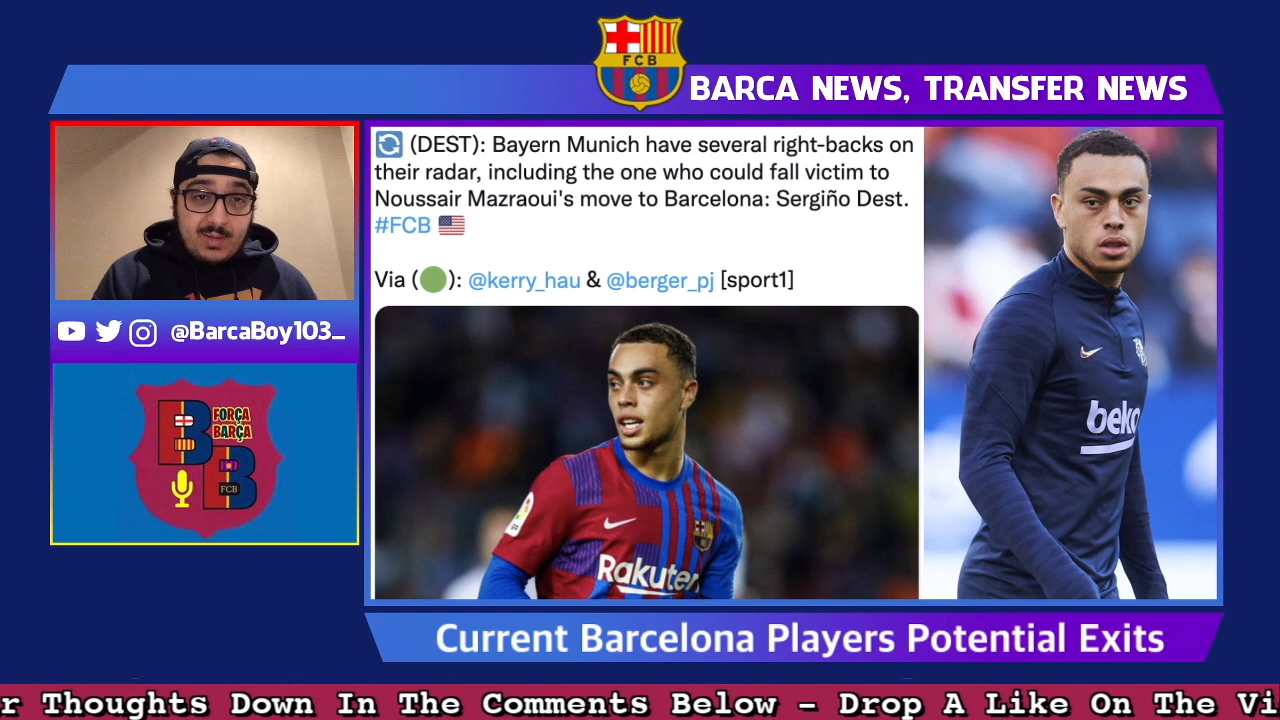 FCB
BARCA NEWS, TRANSFER NEWS
(DEST): Bayern Munich have several right-backs on
their radar, including the one who could fall victim to
Noussair Mazraoui's move to Barcelona: Sergiño Dest.
#FCB 🇺🇸
Via (🟢): @kerry_hau & @berger_pj [sport1]
@BarcaBoy103_
B FORÇA
BARÇA
B
FCB
Rakuten
beko
Current Barcelona Players Potential Exits
r Thoughts Down In The Comments Below - Drop A Like On The Vi